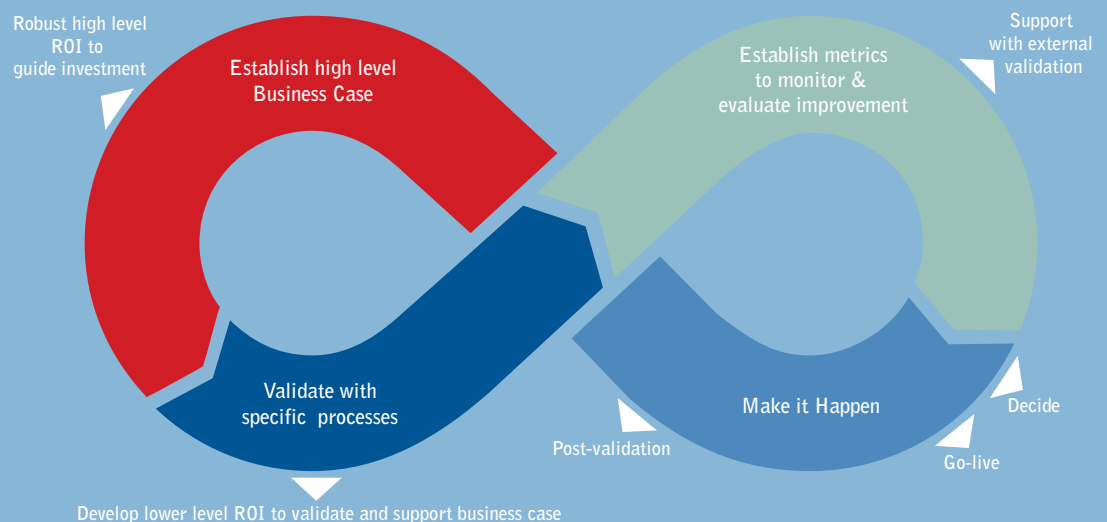 Robust high level
ROI to
guide investment
Establish high level
Business Case
Establish metrics
to monitor &
evaluate improvement
Support
with external
validation
Validate with
specific processes
Make it Happen
Decide
Post-validation
Go-live
Develop lower level ROI to validate and support business case